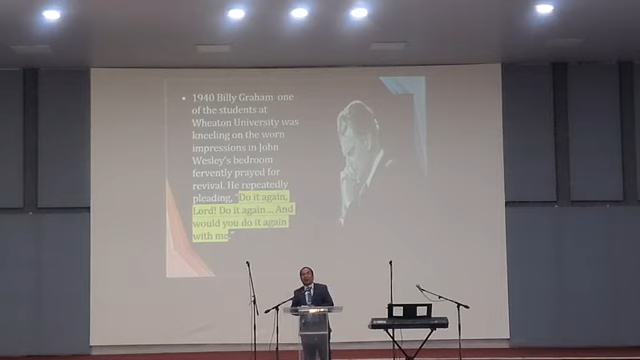 • 1940 Billy Graham one
of the students at
Wheaton University was
kneeling on the worn
impressions in John
Wesley's bedroom
fervently prayed for
revival. He repeatedly
pleading, "Do it again,
Lord! Do it again... And
would you do it again
with me."